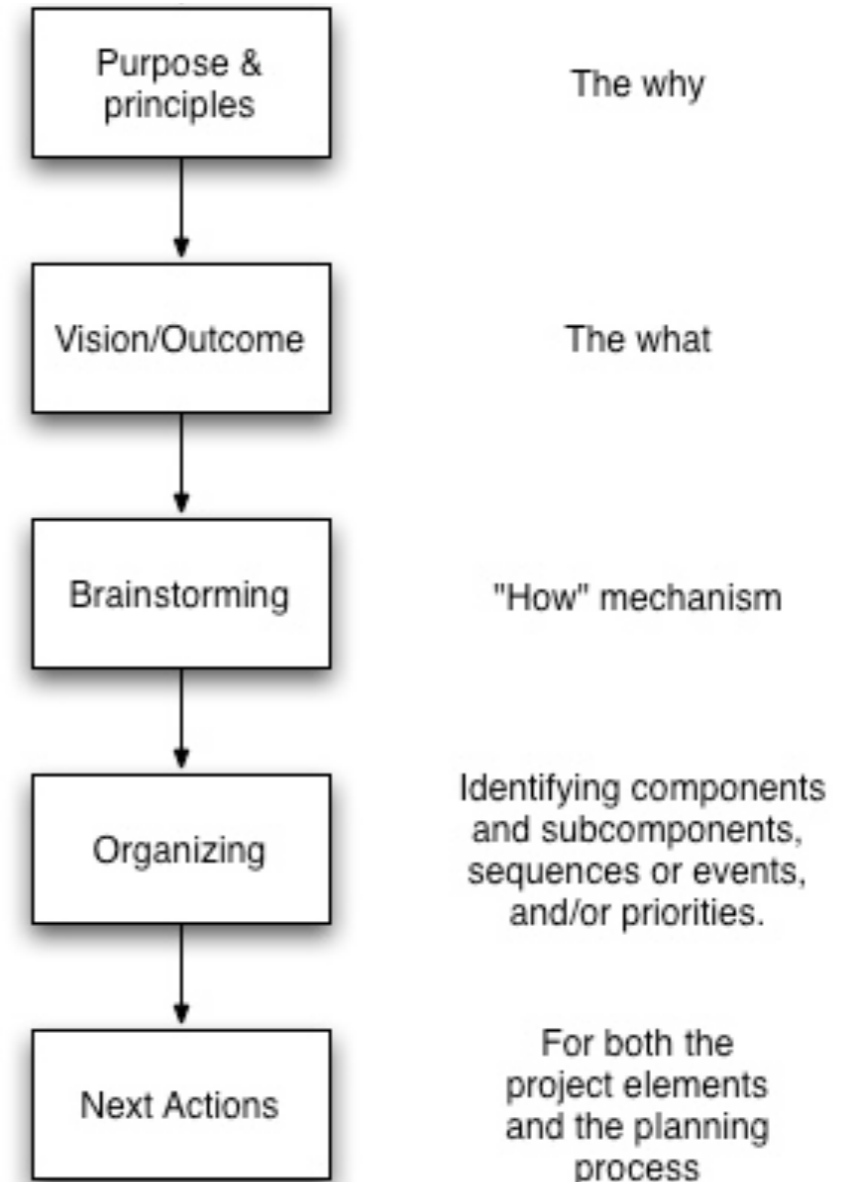 Purpose &
principles
The why
Vision/Outcome
The what
Brainstorming
"How" mechanism
Organizing
Identifying components
and subcomponents,
sequences or events,
and/or priorities.
Next Actions
For both the
project elements
and the planning
process